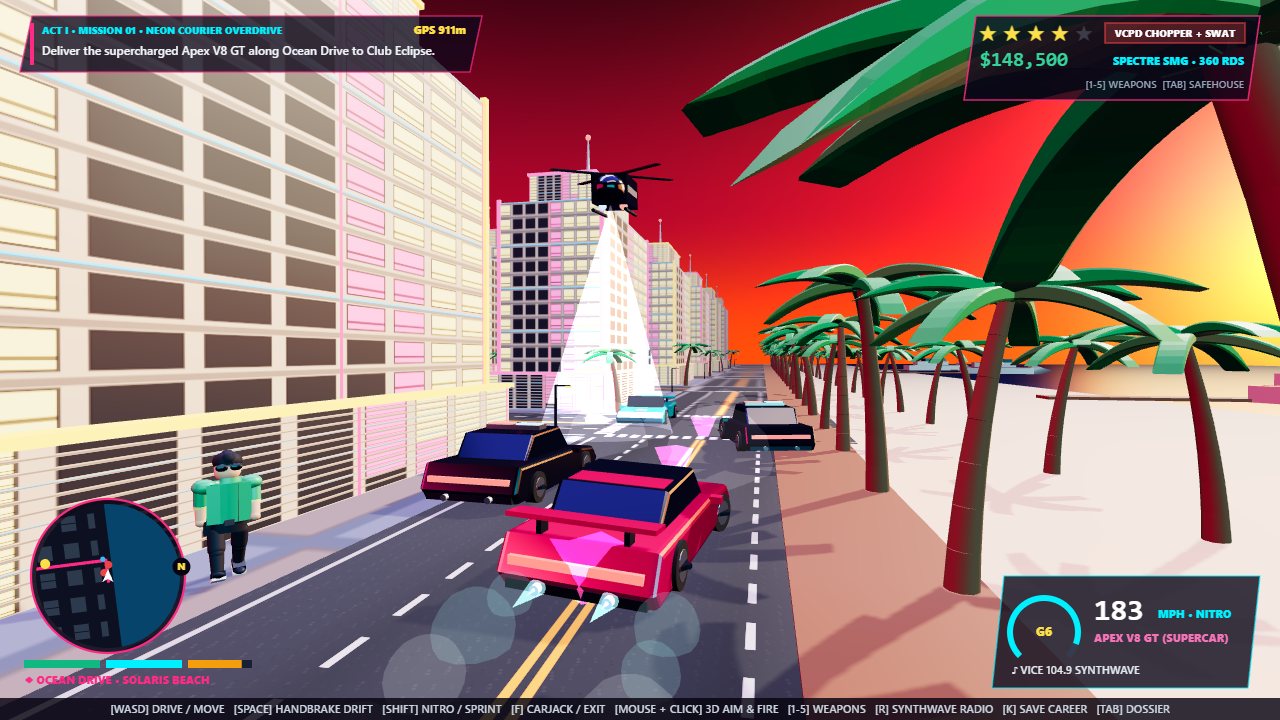 ACT I • MISSION 01 • NEON COURIER OVERDRIVE GPS 911m
Deliver the supercharged Apex V8 GT along Ocean Drive to Club Eclipse.
★ ★ ★ ★ ★ VCPD CHOPPER + SWAT
$148,500 SPECTRE SMG • 360 RDS
[1-5] WEAPONS [TAB] SAFEHOUSE
N
G6 183 MPH • NITRO
APEX V8 GT (SUPERCAR)
♪ VICE 104.9 SYNTHWAVE
◆ OCEAN DRIVE • SOLARIS BEACH
[WASD] DRIVE / MOVE [SPACE] HANDBRAKE DRIFT [SHIFT] NITRO / SPRINT [F] CARJACK / EXIT [MOUSE + CLICK] 3D AIM & FIRE [1-5] WEAPONS [R] SYNTHWAVE RADIO [K] SAVE CAREER [TAB] DOSSIER